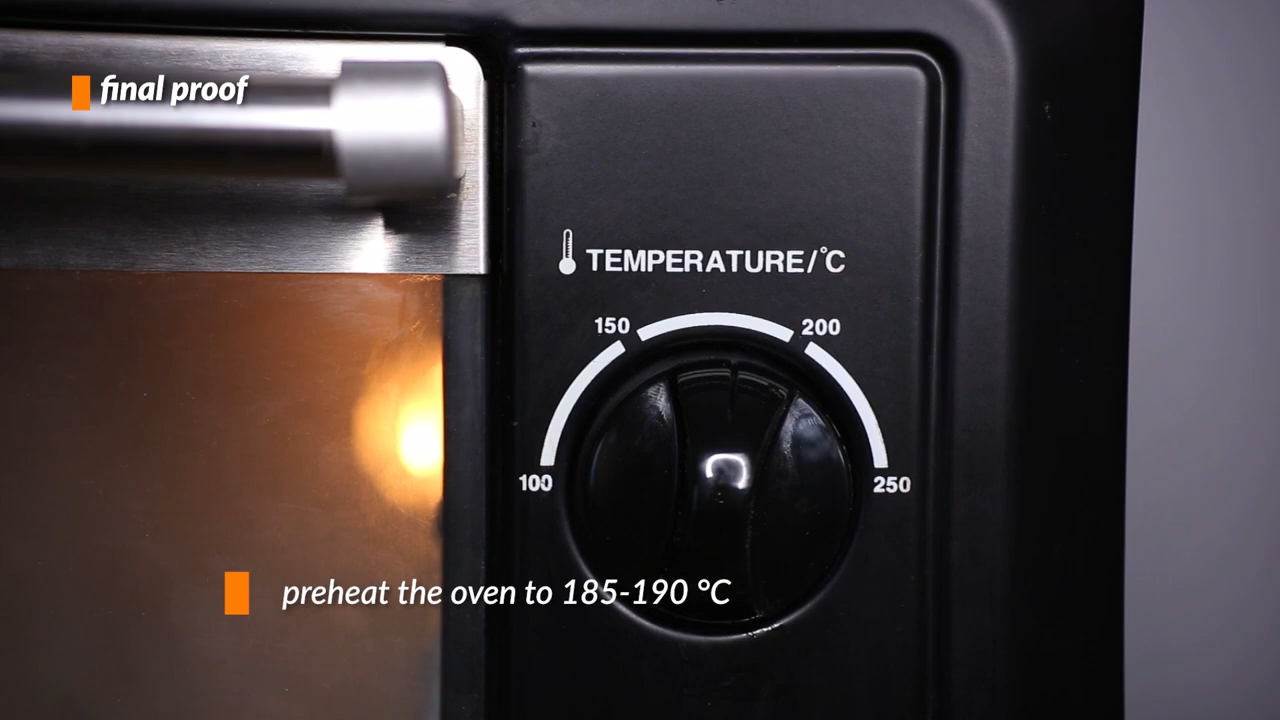 final proof
TEMPERATURE/°C
150 200
100 250
preheat the oven to 185-190 °C